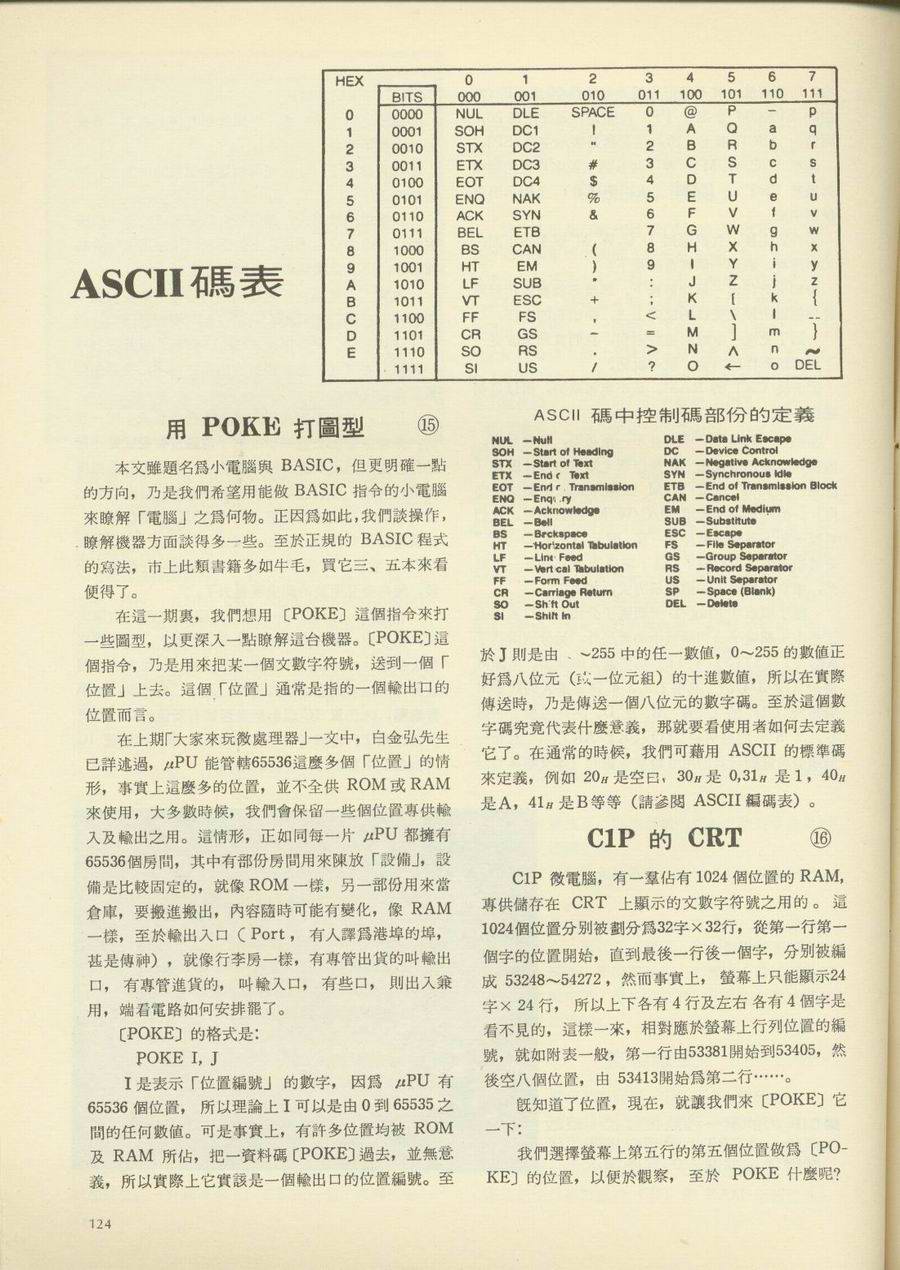 HEX 0 1 2 3 4 5 6 7
BITS 000 001 010 011 100 101 110 111
0 0000 NUL DLE SPACE 0 @ P – p
1 0001 SOH DC1 ! 1 A Q a q
2 0010 STX DC2 " 2 B R b r
3 0011 ETX DC3 # 3 C S c s
4 0100 EOT DC4 $ 4 D T d t
5 0101 ENQ NAK % 5 E U e u
6 0110 ACK SYN & 6 F V f v
7 0111 BEL ETB 7 G W g w
8 1000 BS CAN ( 8 H X h x
9 1001 HT EM ) 9 I Y i y
A 1010 LF SUB * : J Z j z
B 1011 VT ESC + ; K [ k {
C 1100 FF FS , < L \ l --
D 1101 CR GS – = M ] m }
E 1110 SO RS . > N ∧ n ~
1111 SI US / ? O ← o DEL
ASCII碼表
用 POKE 打圖型 ⑮
本文雖題名爲小電腦與 BASIC，但更明確一點
的方向，乃是我們希望用能做 BASIC 指令的小電腦
來瞭解「電腦」之爲何物。正因爲如此，我們談操作，
瞭解機器方面談得多一些。至於正規的 BASIC 程式
的寫法，市上此類書籍多如牛毛，買它三、五本來看
便得了。
在這一期裏，我們想用〔POKE〕這個指令來打
一些圖型，以更深入一點瞭解這台機器。〔POKE〕這
個指令，乃是用來把某一個文數字符號，送到一個「
位置」上去。這個「位置」通常是指的一個輸出口的
位置而言。
在上期「大家來玩微處理器」一文中，白金弘先生
已詳述過，μPU 能管轄65536這麼多個「位置」的情
形，事實上這麼多的位置，並不全供 ROM 或 RAM
來使用，大多數時候，我們會保留一些個位置專供輸
入及輸出之用。這情形，正如同每一片 μPU 都擁有
65536個房間，其中有部份房間用來陳放「設備」，設
備是比較固定的，就像 ROM 一樣，另一部份用來當
倉庫，要搬進搬出，內容隨時可能有變化，像 RAM
一樣，至於輸出入口（Port，有人譯爲港埠的埠，
甚是傳神），就像行李房一樣，有專管出貨的叫輸出
口，有專管進貨的，叫輸入口，有些口，則出入兼
用，端看電路如何安排罷了。
〔POKE〕的格式是：
POKE I, J
I 是表示「位置編號」的數字，因爲 μPU 有
65536 個位置，所以理論上 I 可以是由 0 到 65535 之
間的任何數值。可是事實上，有許多位置均被 ROM
及 RAM 所佔，把一資料碼〔POKE〕過去，並無意
義，所以實際上它實該是一個輸出口的位置編號。至
ASCII 碼中控制碼部份的定義
NUL —Null
SOH —Start of Heading
STX —Start of Text
ETX —End Text
EOT —End Transmission
ENQ
ACK —Acknowledge
BEL —Bell
BS —Backspace
HT —Horizontal Tabulation
LF —Line Feed
VT —Vertical Tabulation
FF —Form Feed
CR —Carriage Return
SO —Shift Out
SI —Shift In
DLE —Data Link Escape
DC —Device Control
NAK —Negative Acknowledge
SYN —Synchronous Idle
ETB —End of Transmission Block
CAN —Cancel
EM —End of Medium
SUB —Substitute
ESC —Escape
FS —File Separator
GS —Group Separator
RS —Record Separator
US —Unit Separator
SP —Space (Blank)
DEL —Delete
於 J 則是由 ～255 中的任一數值，0～255 的數值正
好爲八位元（一位元組）的十進數值，所以在實際
傳送時，乃是傳送一個八位元的數字碼。至於這個數
字碼究竟代表什麼意義，那就要看使用者如何去定義
它了。在通常的時候，我們可藉用 ASCII 的標準碼
來定義，例如 20H 是空白，30H 是 0,31H 是 1，40H
是A，41H 是B等等（請參閱 ASCII 編碼表）。
C1P 的 CRT ⑯
C1P 微電腦，有一羣佔有 1024 個位置的 RAM，
專供儲存在 CRT 上顯示的文數字符號之用的。這
1024個位置分別被劃分爲32字×32行，從第一行第一
個字的位置開始，直到最後一行後一個字，分別被編
成 53248～54272，然而事實上，螢幕上只能顯示24
字×24 行，所以上下各有 4 行及左右各有 4 個字是
看不見的，這樣一來，相對應於螢幕上行列位置的編
號，就如附表一般，第一行由53381開始到53405，然
後空八個位置，由 53413開始爲第二行……。
旣知道了位置，現在，就讓我們來〔POKE〕它
一下：
我們選擇螢幕上第五行的第五個位置做爲〔PO-
KE〕的位置，以便於觀察，至於 POKE 什麼呢？
124